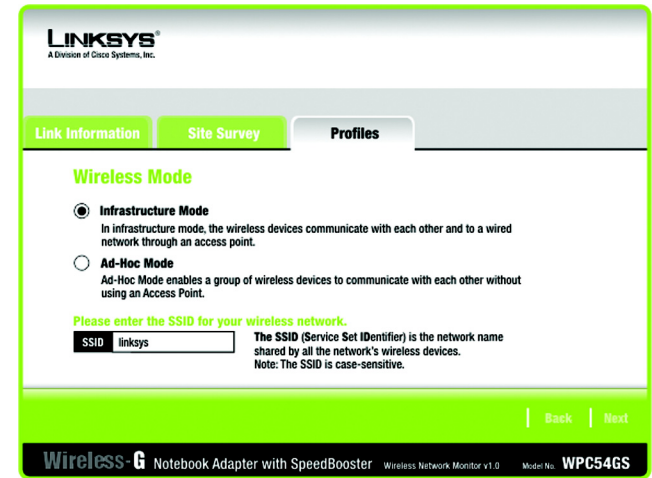 LINKSYS®
A Division of Cisco Systems, Inc.
Link Information
Site Survey
Profiles
Wireless Mode
Infrastructure Mode
In infrastructure mode, the wireless devices communicate with each other and to a wired
network through an access point.
Ad-Hoc Mode
Ad-Hoc Mode enables a group of wireless devices to communicate with each other without
using an Access Point.
Please enter the SSID for your wireless network.
SSID linksys
The SSID (Service Set IDentifier) is the network name
shared by all the network's wireless devices.
Note: The SSID is case-sensitive.
Back Next
Wireless-G Notebook Adapter with SpeedBooster Wireless Network Monitor v1.0 Model No. WPC54GS